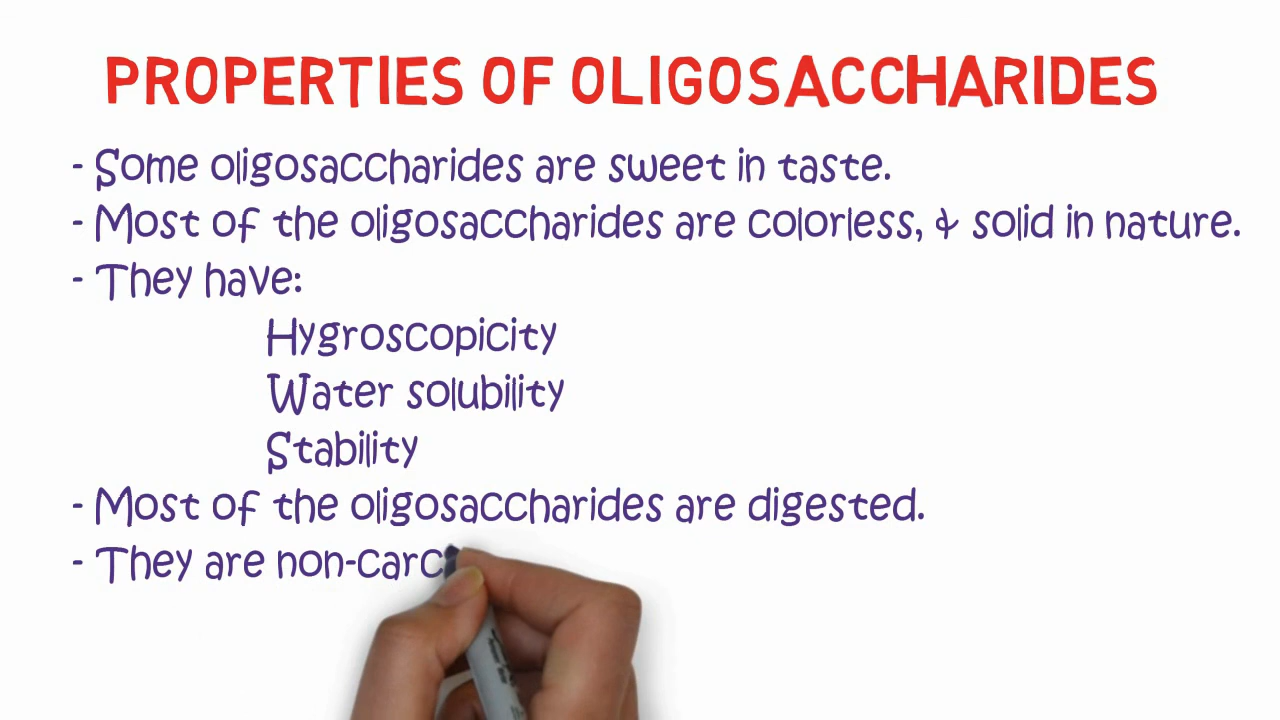 PROPERTIES OF OLIGOSACCHARIDES
- Some oligosaccharides are sweet in taste.
- Most of the oligosaccharides are colorless, & solid in nature.
- They have:
Hygroscopicity
Water solubility
Stability
- Most of the oligosaccharides are digested.
- They are non-carc